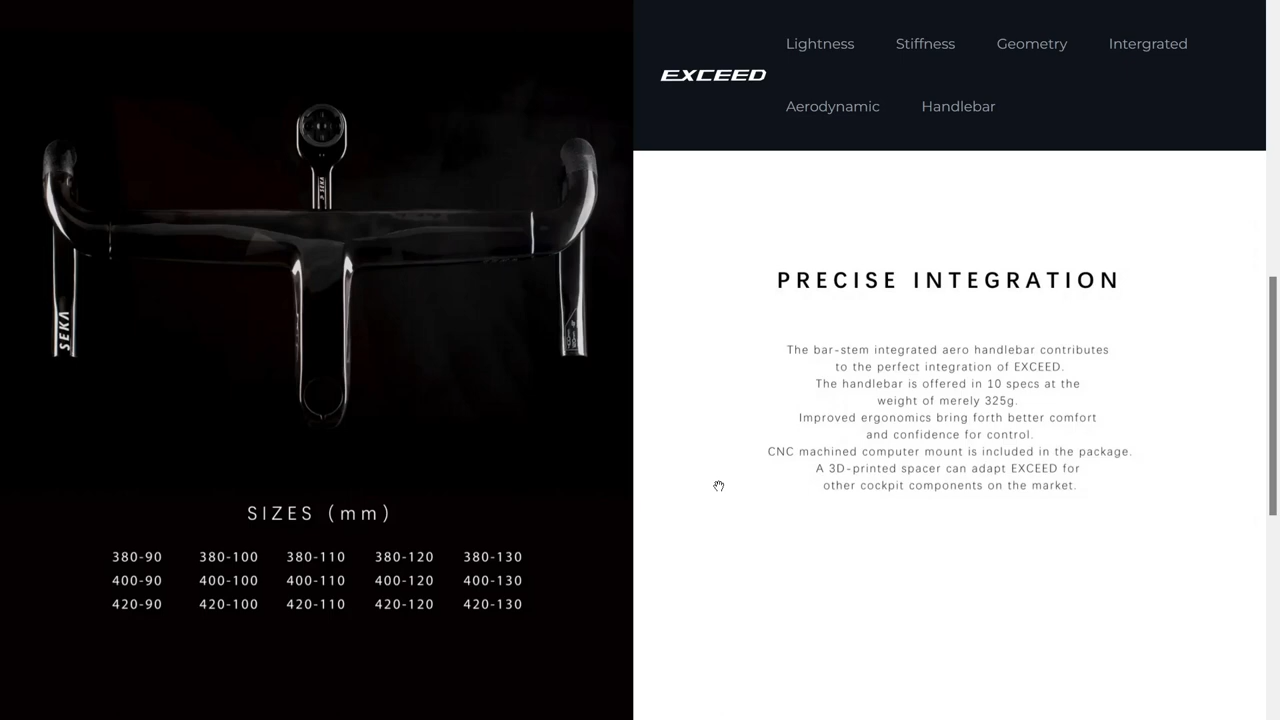 SEKA
SEKA
SIZES (mm)
380-90 380-100 380-110 380-120 380-130
400-90 400-100 400-110 400-120 400-130
420-90 420-100 420-110 420-120 420-130
EXCEED
Lightness Stiffness Geometry Intergrated
Aerodynamic Handlebar
PRECISE INTEGRATION
The bar-stem integrated aero handlebar contributes
to the perfect integration of EXCEED.
The handlebar is offered in 10 specs at the
weight of merely 325g.
Improved ergonomics bring forth better comfort
and confidence for control.
CNC machined computer mount is included in the package.
A 3D-printed spacer can adapt EXCEED for
other cockpit components on the market.